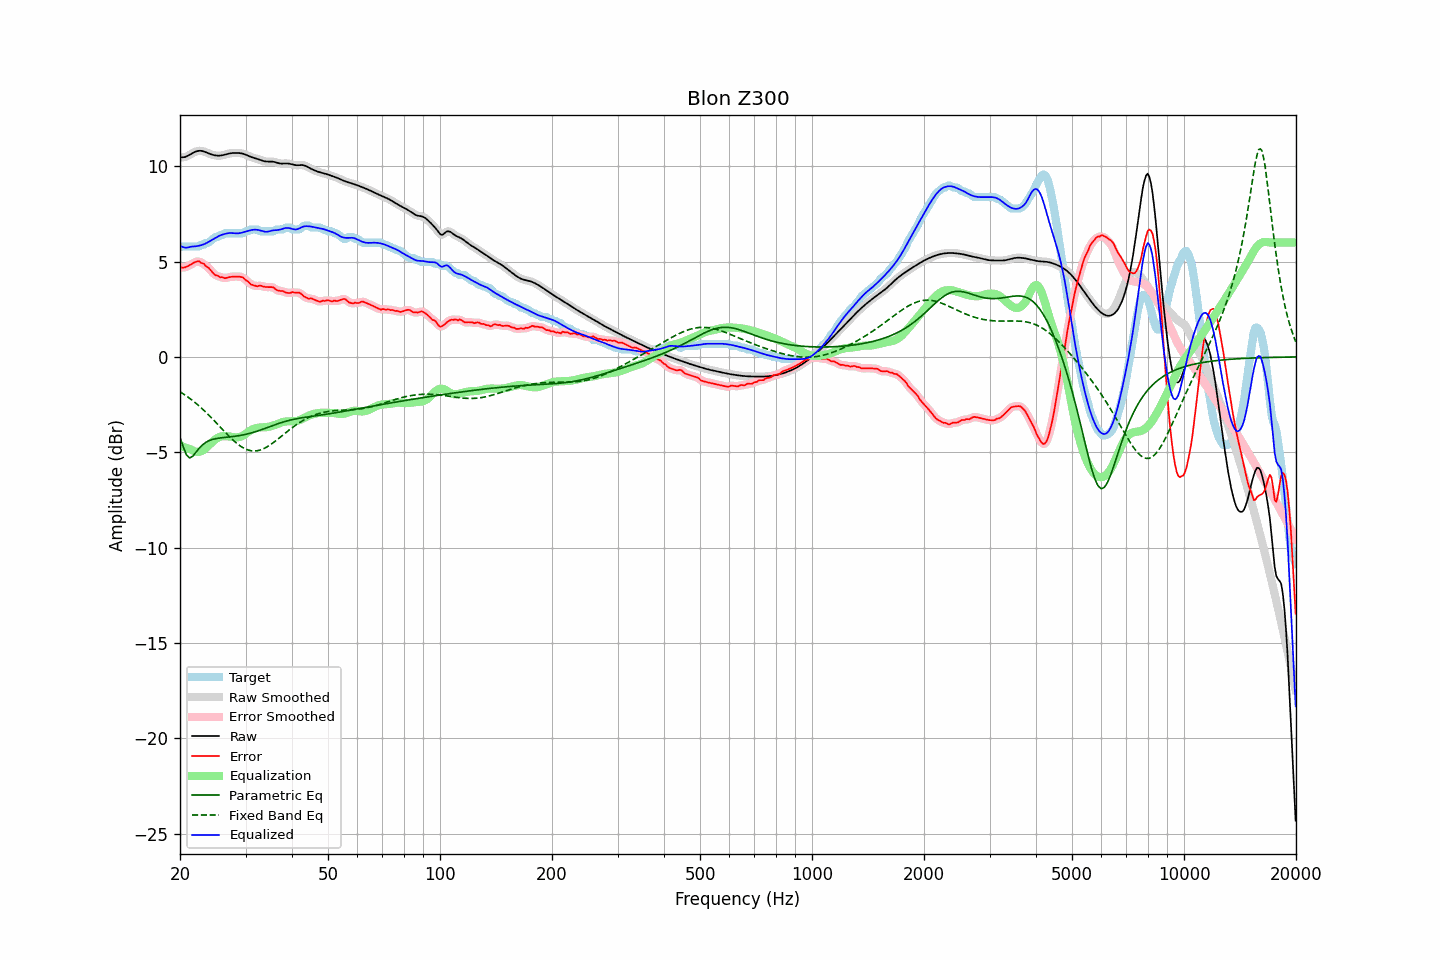 Blon Z300
Amplitude (dBr)
10
5
0
−5
−10
−15
−20
−25
Target
Raw Smoothed
Error Smoothed
Raw
Error
Equalization
Parametric Eq
Fixed Band Eq
Equalized
20 50 100 200 500 1000 2000 5000 10000 20000
Frequency (Hz)